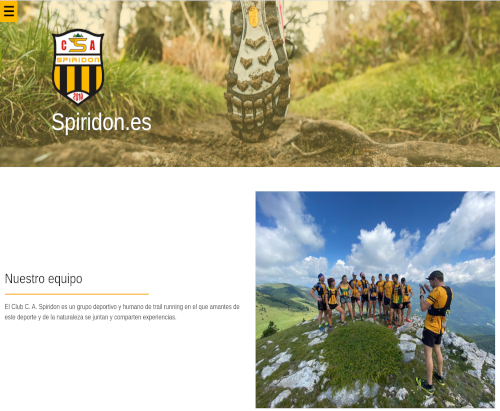 C A
SPIRIDON
2010
Spiridon.es
Nuestro equipo
El Club C. A. Spiridon es un grupo deportivo y humano de trail running en el que amantes de
este deporte y de la naturaleza se juntan y comparten experiencias.